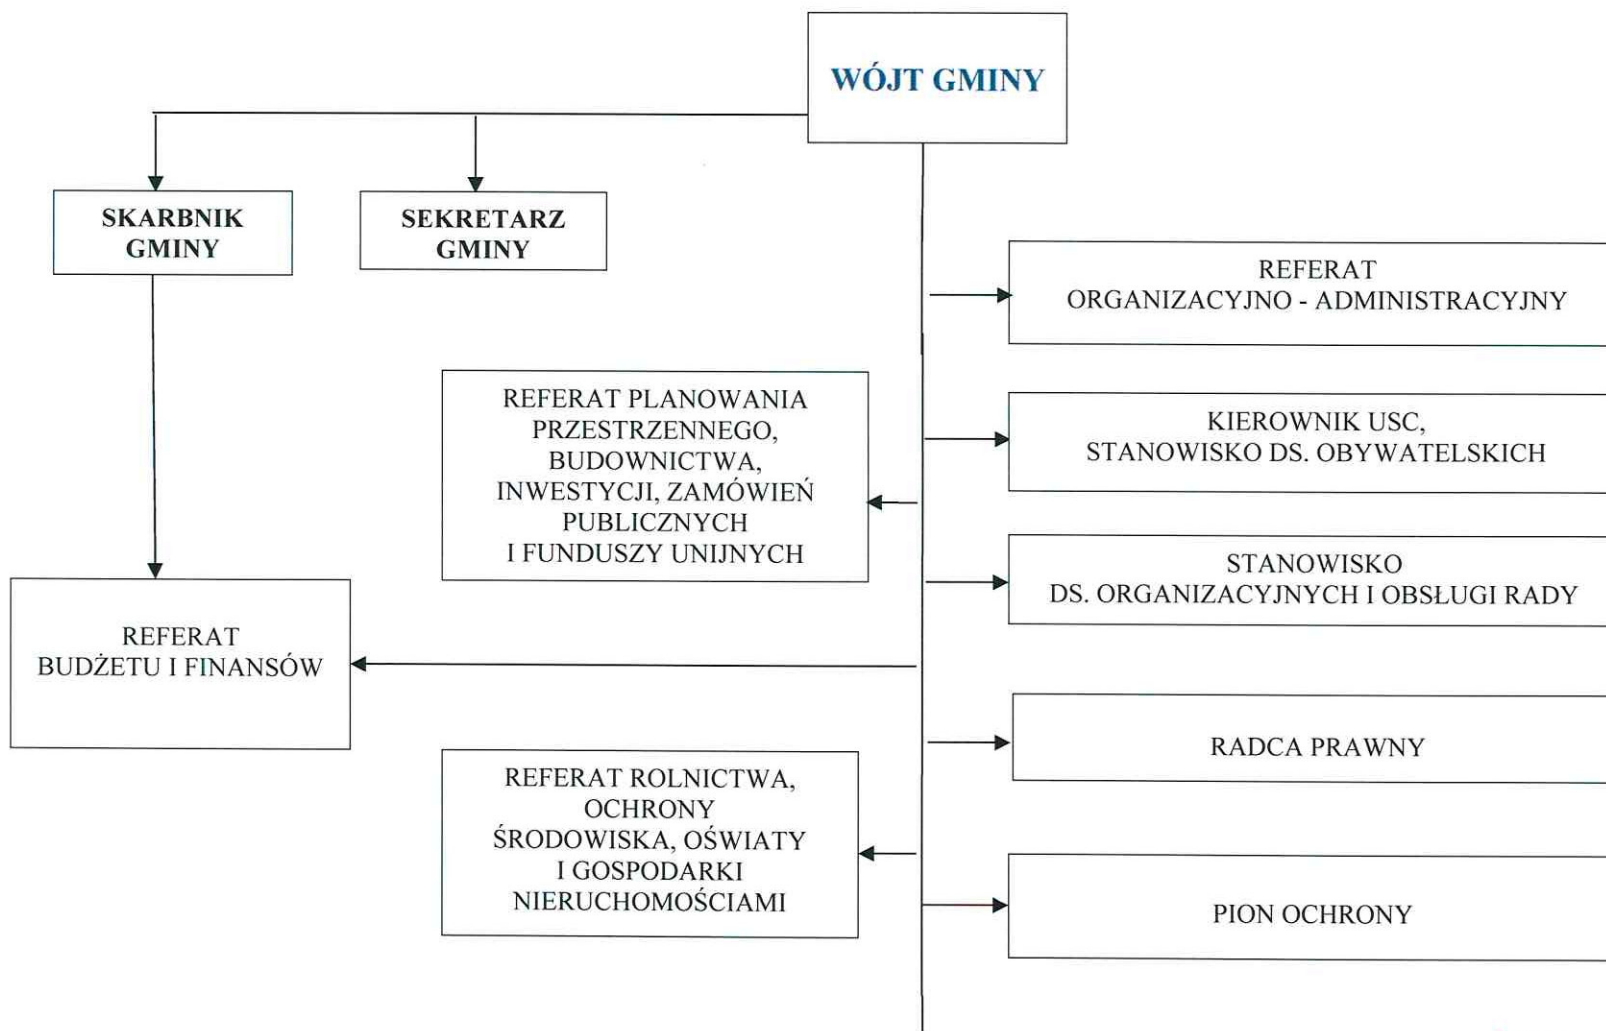 WÓJT GMINY
SKARBNIK
GMINY
SEKRETARZ
GMINY
REFERAT
ORGANIZACYJNO - ADMINISTRACYJNY
REFERAT PLANOWANIA
PRZESTRZENNEGO,
BUDOWNICTWA,
INWESTYCJI, ZAMÓWIEŃ
PUBLICZNYCH
I FUNDUSZY UNIJNYCH
KIEROWNIK USC,
STANOWISKO DS. OBYWATELSKICH
STANOWISKO
DS. ORGANIZACYJNYCH I OBSŁUGI RADY
REFERAT
BUDŻETU I FINANSÓW
RADCA PRAWNY
REFERAT ROLNICTWA,
OCHRONY
ŚRODOWISKA, OŚWIATY
I GOSPODARKI
NIERUCHOMOŚCIAMI
PION OCHRONY